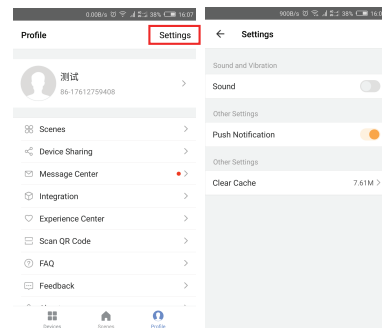 0.00B/s 38% 16:07
Profile
Settings
测试
86-17612759408
Scenes
Device Sharing
Message Center
Integration
Experience Center
Scan QR Code
FAQ
Feedback
Devices Scenes Profile
900B/s 38% 16:0
Settings
Sound and Vibration
Sound
Other Settings
Push Notification
Other Settings
Clear Cache 7.61M